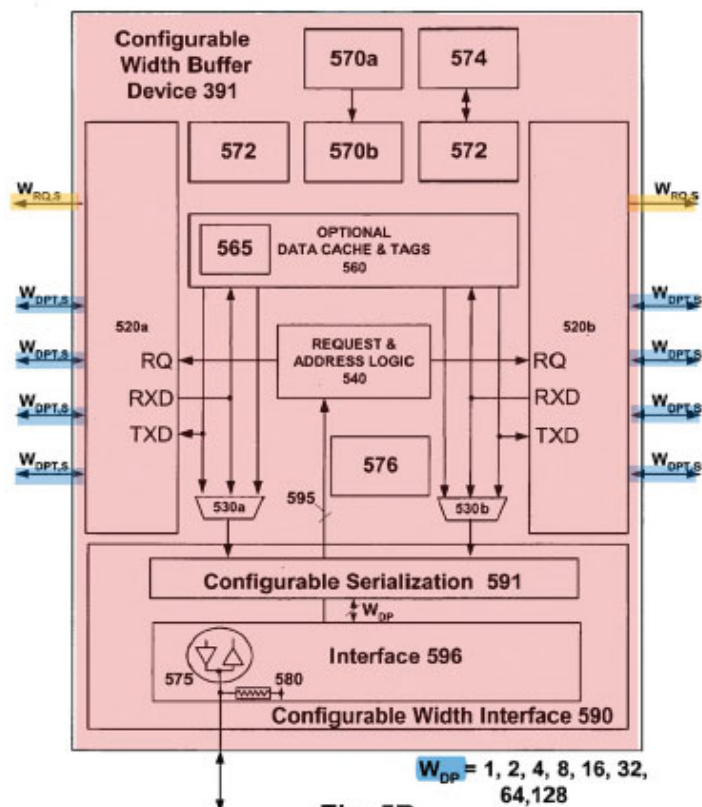 Configurable
Width Buffer
Device 391
570a
574
572
570b
572
W_RQ,S
W_RQ,S
565
OPTIONAL
DATA CACHE & TAGS
560
W_DPT,S
W_DPT,S
W_DPT,S
W_DPT,S
520a
520b
W_DPT,S
W_DPT,S
W_DPT,S
W_DPT,S
RQ
RXD
TXD
REQUEST &
ADDRESS LOGIC
540
RQ
RXD
TXD
576
595
530a
530b
Configurable Serialization 591
W_DP
Interface 596
575
580
Configurable Width Interface 590
W_DP = 1, 2, 4, 8, 16, 32,
64,128